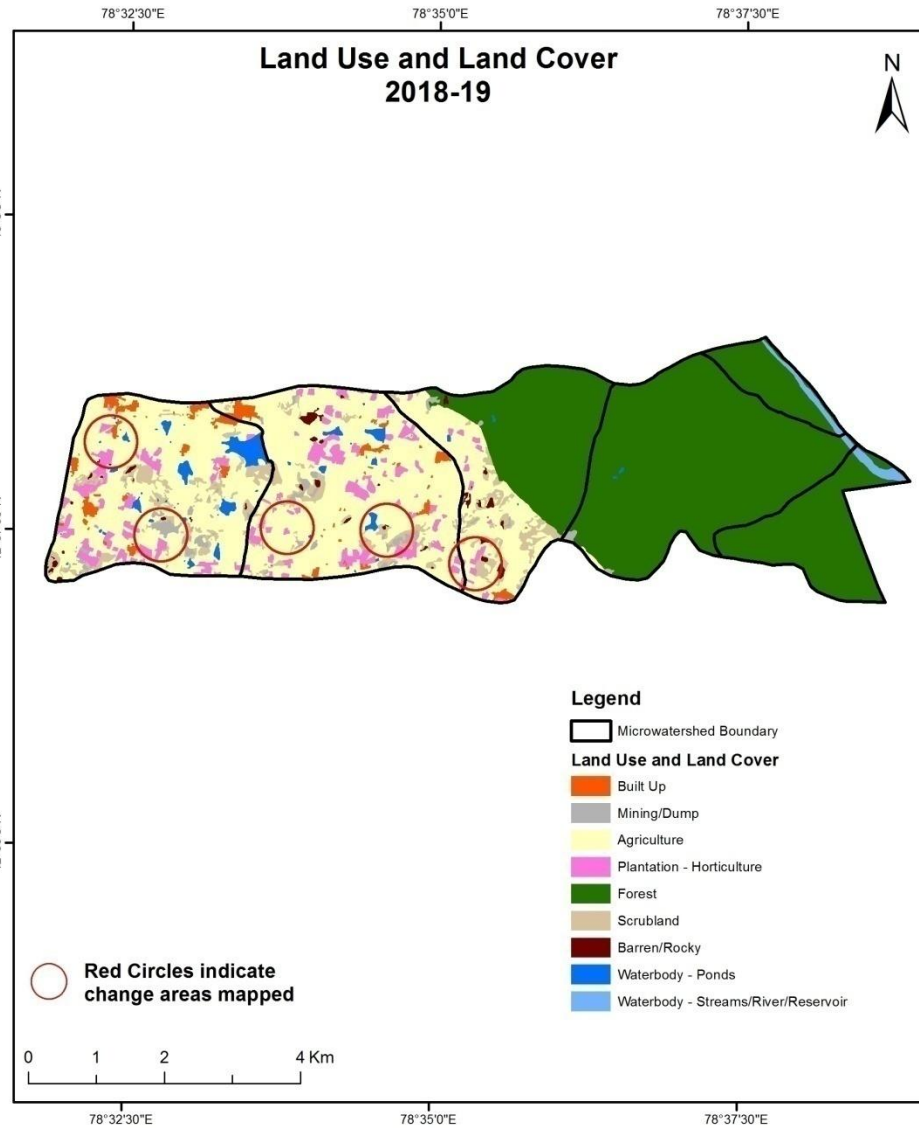 78°32'30"E
78°35'0"E
78°37'30"E
Land Use and Land Cover
2018-19
N
Legend
Microwatershed Boundary
Land Use and Land Cover
Built Up
Mining/Dump
Agriculture
Plantation - Horticulture
Forest
Scrubland
Barren/Rocky
Waterbody - Ponds
Waterbody - Streams/River/Reservoir
Red Circles indicate
change areas mapped
0 1 2 4 Km
78°32'30"E
78°35'0"E
78°37'30"E